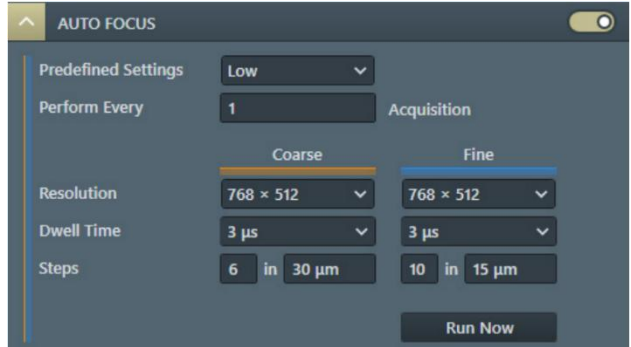 AUTO FOCUS
Predefined Settings Low
Perform Every 1 Acquisition
Coarse Fine
Resolution 768 × 512 768 × 512
Dwell Time 3 µs 3 µs
Steps 6 in 30 µm 10 in 15 µm
Run Now